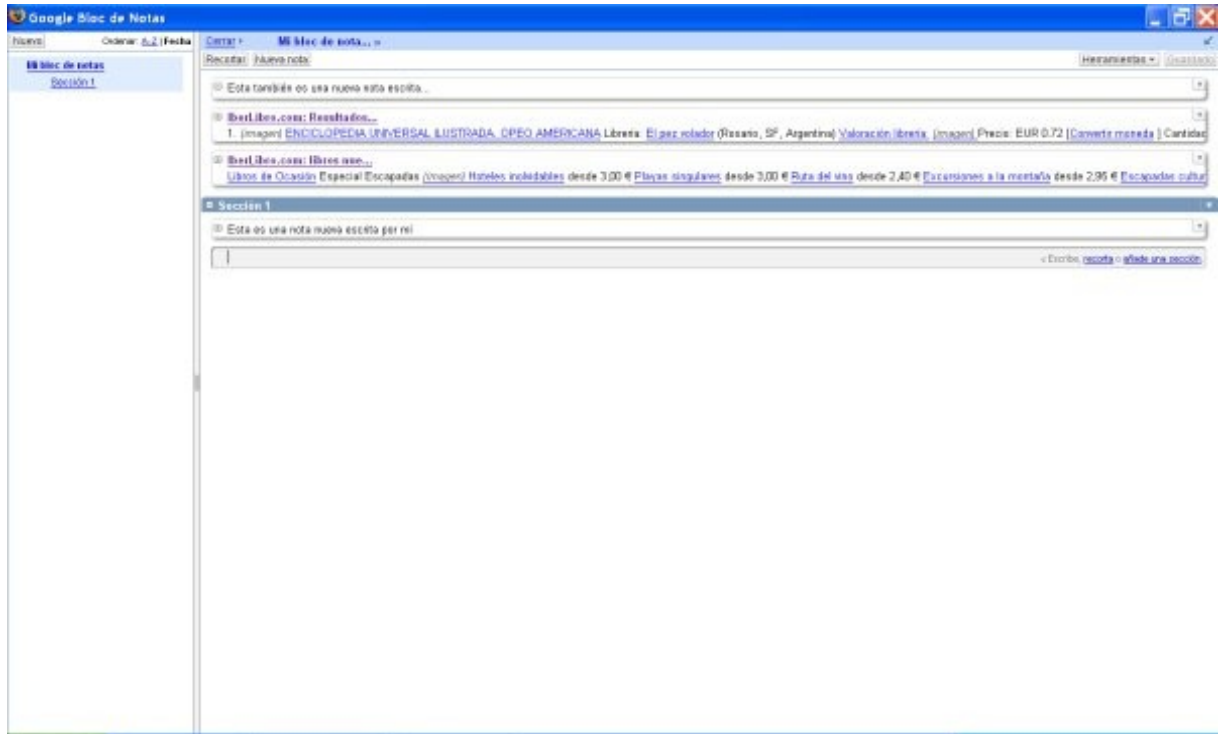 Google Bloc de Notas
Nuevo Ordenar: A-Z | Fecha Cerrar Mi bloc de nota... »
Recortar Nueva nota Herramientas Guardado
Mi bloc de notas
Sección 1
Esta también es una nueva nota escrita...
IberLibro.com: Resultados...
1. (imagen) ENCICLOPEDIA UNIVERSAL ILUSTRADA, OPEO AMERICANA Librería: El pez volador (Rosario, SF, Argentina) Valoración librería: (imagen) Precio: EUR 0.72 [Convertir moneda ] Cantidad
IberLibro.com: libros nue...
Libros de Ocasión Especial Escapadas (imagen) Hoteles inolvidables desde 3,00 € Playas singulares desde 3,00 € Ruta del vino desde 2,40 € Excursiones a la montaña desde 2,95 € Escapadas cultur
Sección 1
Esta es una nota nueva escrita por mí
« Escribe, recorta o añade una sección